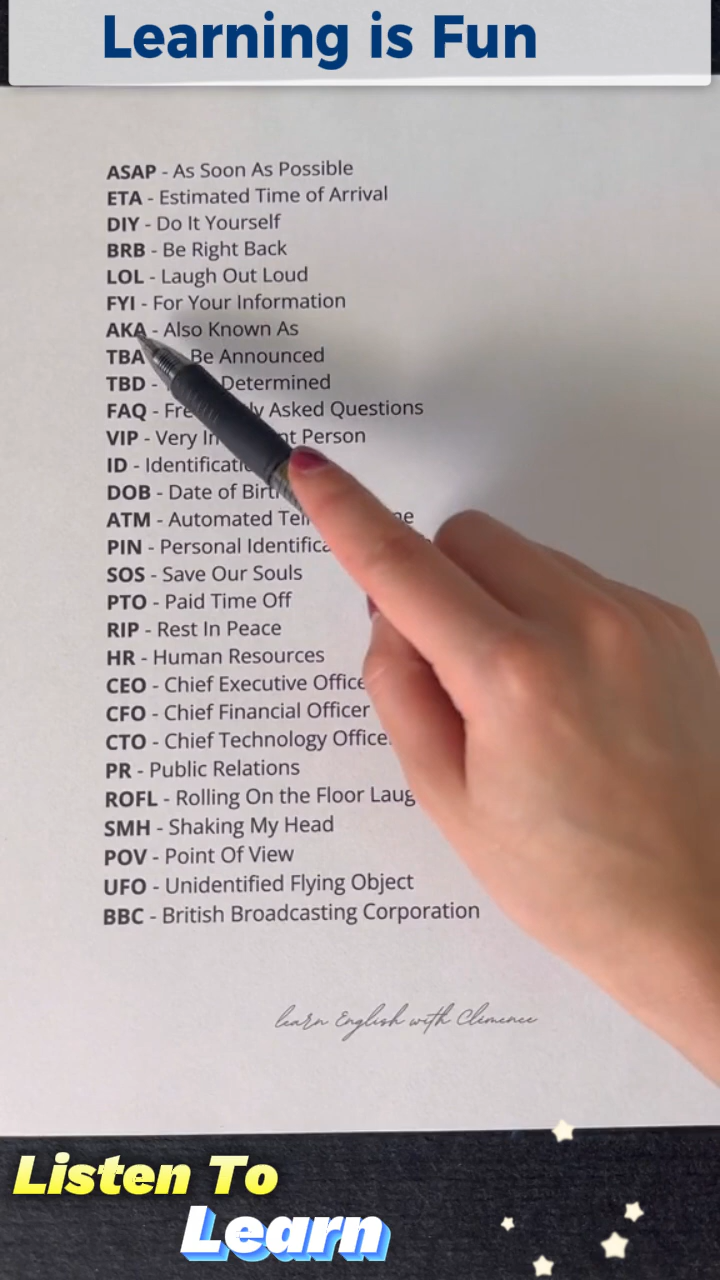 Learning is Fun
ASAP - As Soon As Possible
ETA - Estimated Time of Arrival
DIY - Do It Yourself
BRB - Be Right Back
LOL - Laugh Out Loud
FYI - For Your Information
AKA - Also Known As
TBA Be Announced
TBD - Determined
FAQ - Asked Questions
VIP - Very Person
ID -
DOB - Date of
ATM - Automated
PIN - Personal
SOS - Save Our Souls
PTO - Paid Time Off
RIP - Rest In Peace
HR - Human Resources
CEO - Chief Executive
CFO - Chief Financial Officer
CTO - Chief Technology
PR - Public Relations
ROFL - Rolling On the Floor
SMH - Shaking My Head
POV - Point Of View
UFO - Unidentified Flying Object
BBC - British Broadcasting Corporation
learn English with Clémence
Listen To
Learn